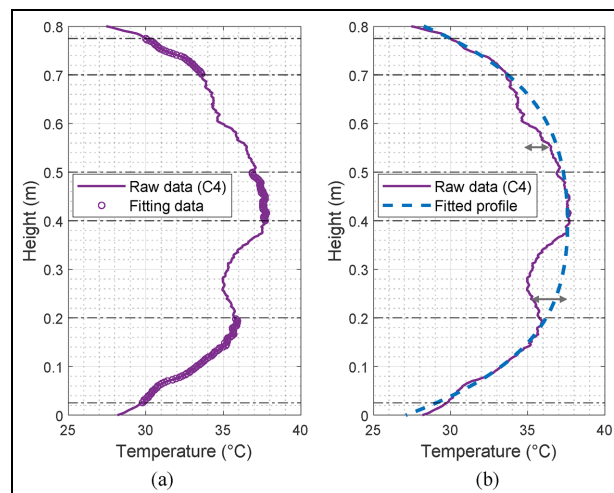 0.8
0.7
0.6
0.5
0.4
0.3
0.2
0.1
0
Height (m)
Raw data (C4)
Fitting data
25 30 35 40
Temperature (°C)
(a)
0.8
0.7
0.6
0.5
0.4
0.3
0.2
0.1
0
Height (m)
Raw data (C4)
Fitted profile
25 30 35 40
Temperature (°C)
(b)